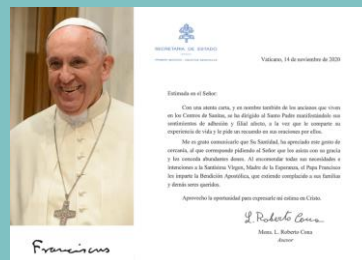 SECRETARÍA DE ESTADO
Vaticano, 14 de noviembre de 2020
Estimada en el Señor:
Con una atenta carta, y en nombre también de los ancianos que viven
en los Centros de Santiso, se ha dirigido al Santo Padre manifestándole sus
sentimientos de adhesión y filial afecto, a la vez que le comparte su
experiencia de vida y le pide un recuerdo en sus oraciones por ellos.
Me es grato comunicarle que Su Santidad, ha apreciado este gesto de
cercanía, al que corresponde pidiendo al Señor que les asista con su gracia
y les conceda abundantes dones. Al encomendar todas sus necesidades e
intenciones a la Santísima Virgen, Madre de la Esperanza, el Papa Francisco
les imparte la Bendición Apostólica, que extiende complacido a sus familias
y demás seres queridos.
Aprovecho la oportunidad para expresarle mi estima en Cristo.
L. Roberto Cona
Mons. L. Roberto Cona
Asesor
Franciscus